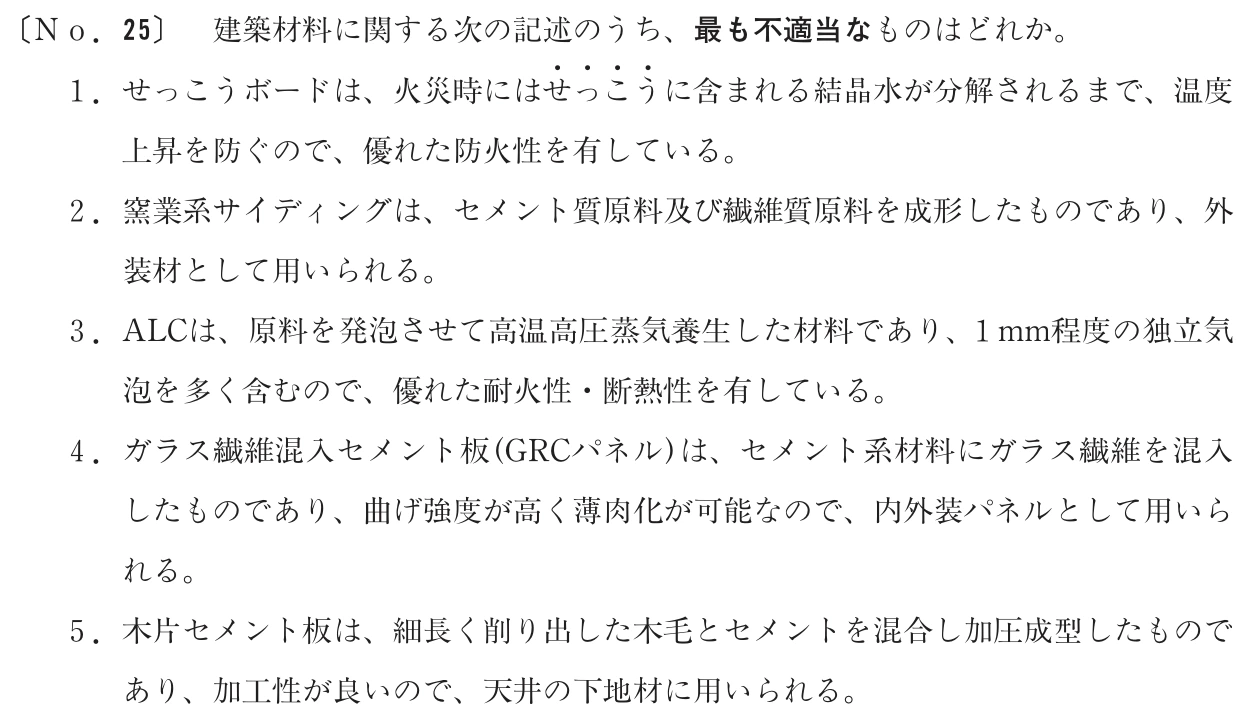 〔Ｎｏ．25〕　建築材料に関する次の記述のうち、最も不適当なものはどれか。
1．せっこうボードは、火災時にはせっこうに含まれる結晶水が分解されるまで、温度
上昇を防ぐので、優れた防火性を有している。
2．窯業系サイディングは、セメント質原料及び繊維質原料を成形したものであり、外
装材として用いられる。
3．ALCは、原料を発泡させて高温高圧蒸気養生した材料であり、1 mm程度の独立気
泡を多く含むので、優れた耐火性・断熱性を有している。
4．ガラス繊維混入セメント板(GRCパネル)は、セメント系材料にガラス繊維を混入
したものであり、曲げ強度が高く薄肉化が可能なので、内外装パネルとして用いら
れる。
5．木片セメント板は、細長く削り出した木毛とセメントを混合し加圧成型したもので
あり、加工性が良いので、天井の下地材に用いられる。